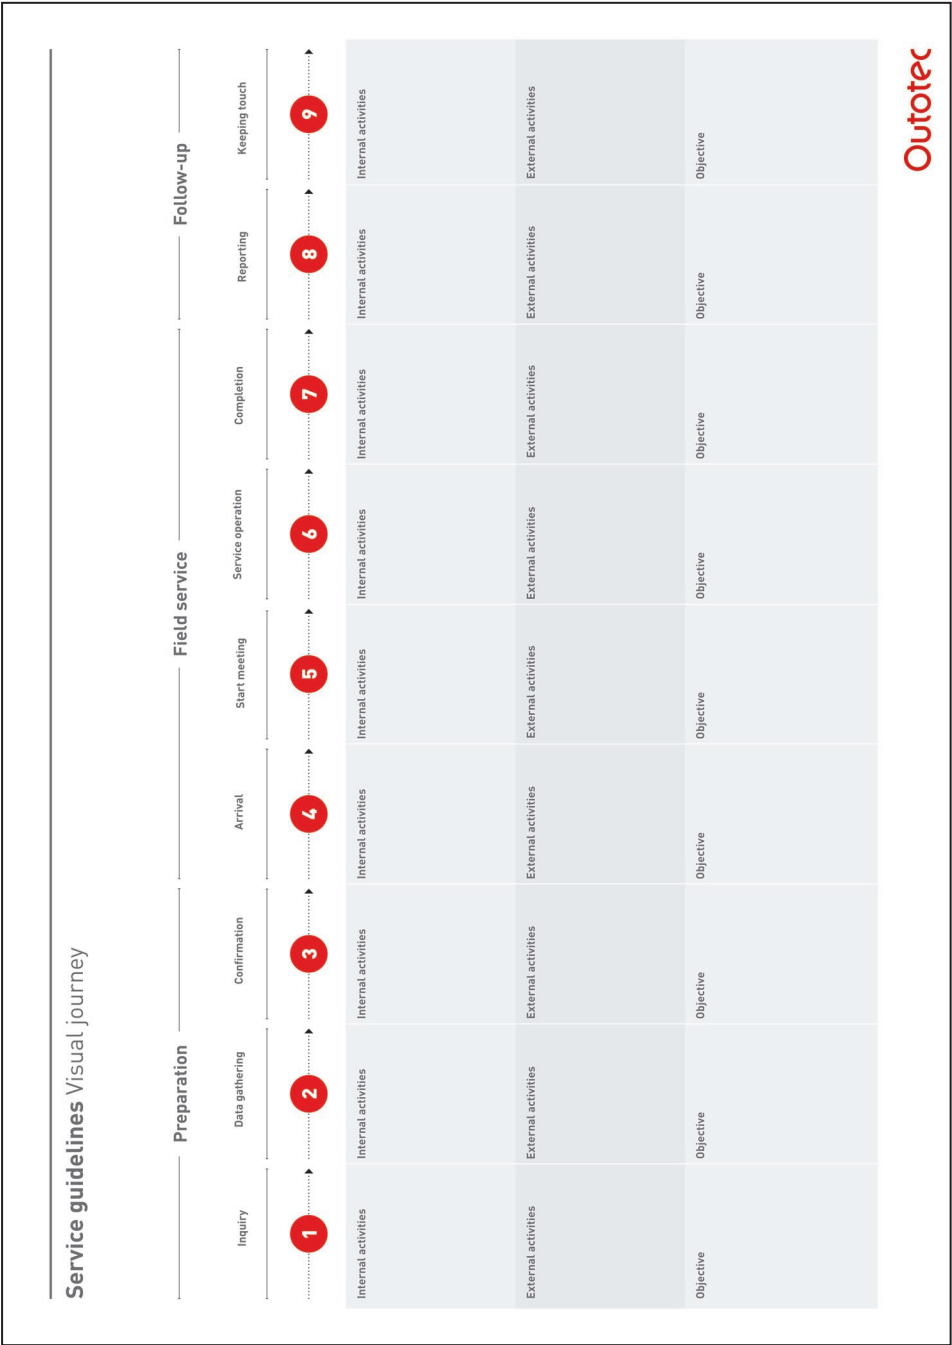 Service guidelines Visual journey
Preparation Field service Follow-up
Inquiry Data gathering Confirmation Arrival Start meeting Service operation Completion Reporting Keeping touch
1 2 3 4 5 6 7 8 9
Internal activities Internal activities Internal activities Internal activities Internal activities Internal activities Internal activities Internal activities Internal activities
External activities External activities External activities External activities External activities External activities External activities External activities External activities
Objective Objective Objective Objective Objective Objective Objective Objective Objective
Outotec